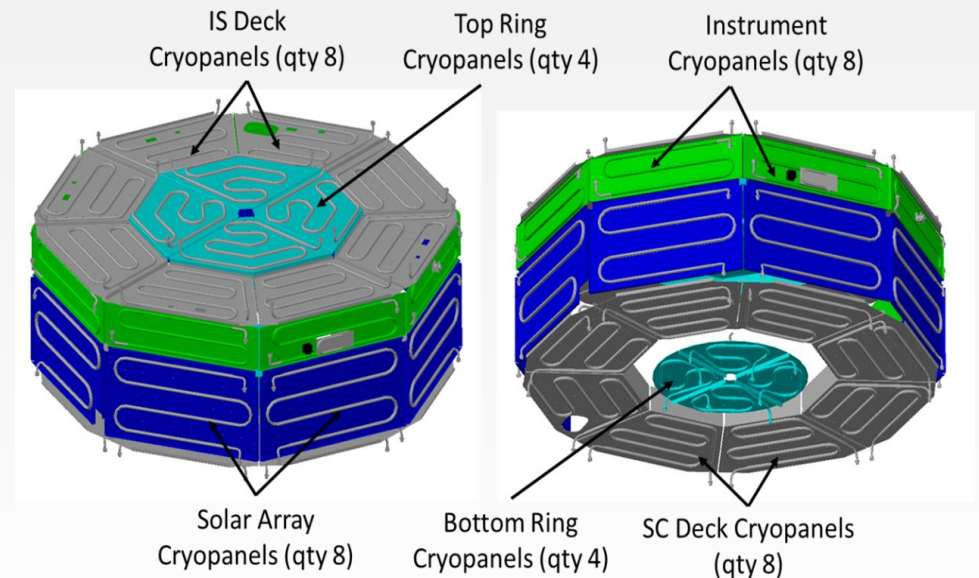 IS Deck
Cryopanels (qty 8)
Top Ring
Cryopanels (qty 4)
Instrument
Cryopanels (qty 8)
Solar Array
Cryopanels (qty 8)
Bottom Ring
Cryopanels (qty 4)
SC Deck Cryopanels
(qty 8)